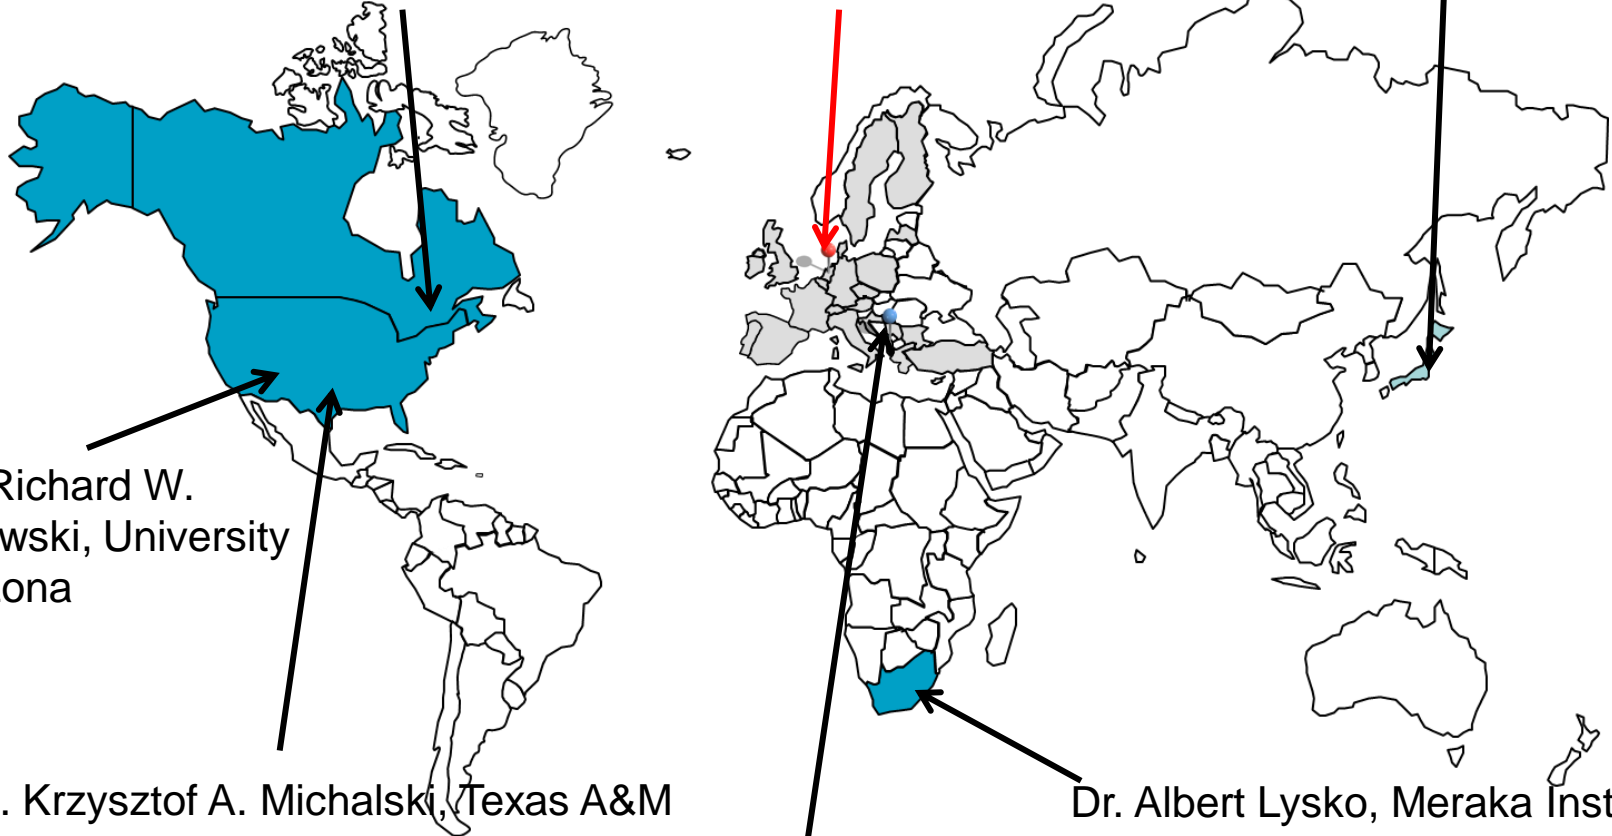 Richard W.
wski, University
ona
. Krzysztof A. Michalski, Texas A&M
Dr. Albert Lysko, Meraka Inst